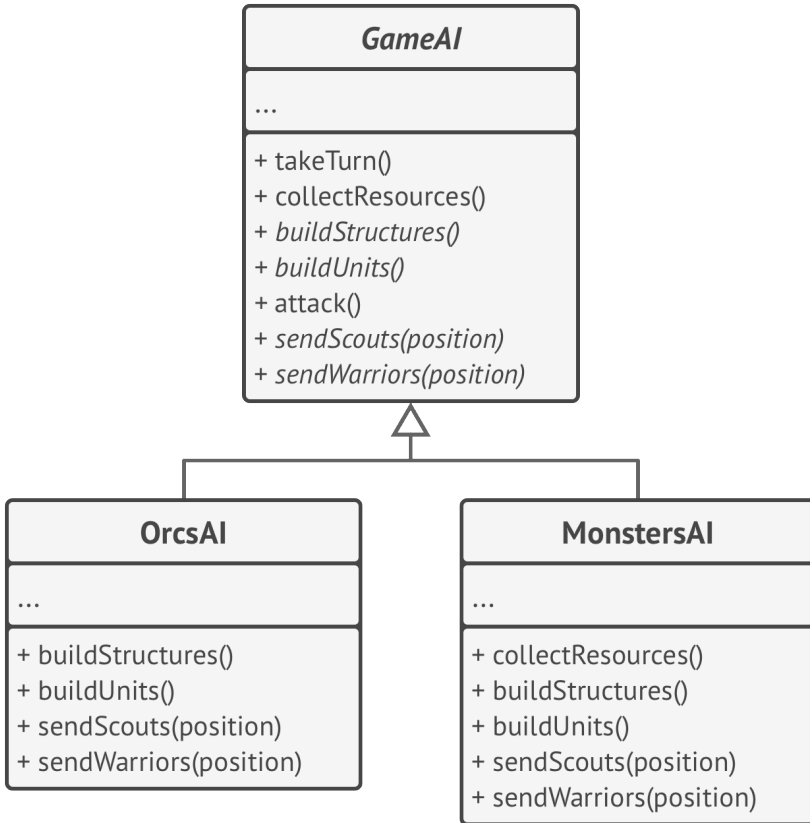 GameAI
...
+ takeTurn()
+ collectResources()
+ buildStructures()
+ buildUnits()
+ attack()
+ sendScouts(position)
+ sendWarriors(position)
OrcsAI
...
+ buildStructures()
+ buildUnits()
+ sendScouts(position)
+ sendWarriors(position)
MonstersAI
...
+ collectResources()
+ buildStructures()
+ buildUnits()
+ sendScouts(position)
+ sendWarriors(position)